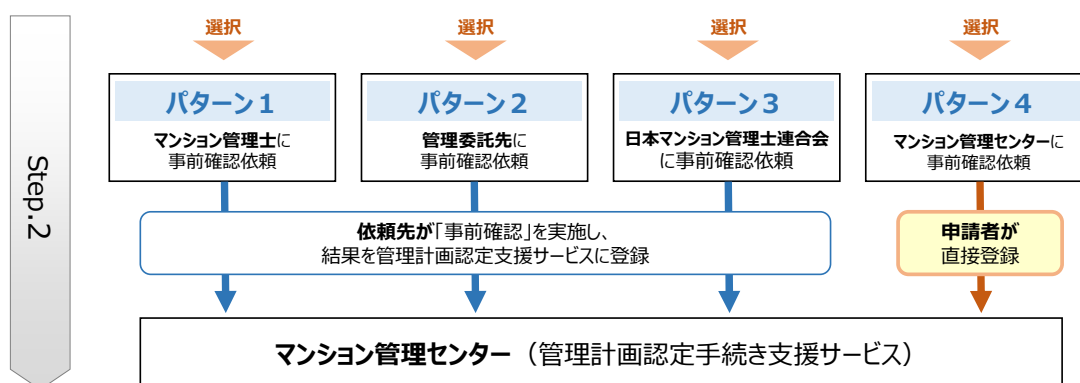 選択
選択
選択
選択
Step.2
パターン１
マンション管理士に
事前確認依頼
パターン２
管理委託先に
事前確認依頼
パターン３
日本マンション管理士連合会
に事前確認依頼
パターン４
マンション管理センターに
事前確認依頼
依頼先が「事前確認」を実施し、
結果を管理計画認定支援サービスに登録
申請者が
直接登録
マンション管理センター（管理計画認定手続き支援サービス）